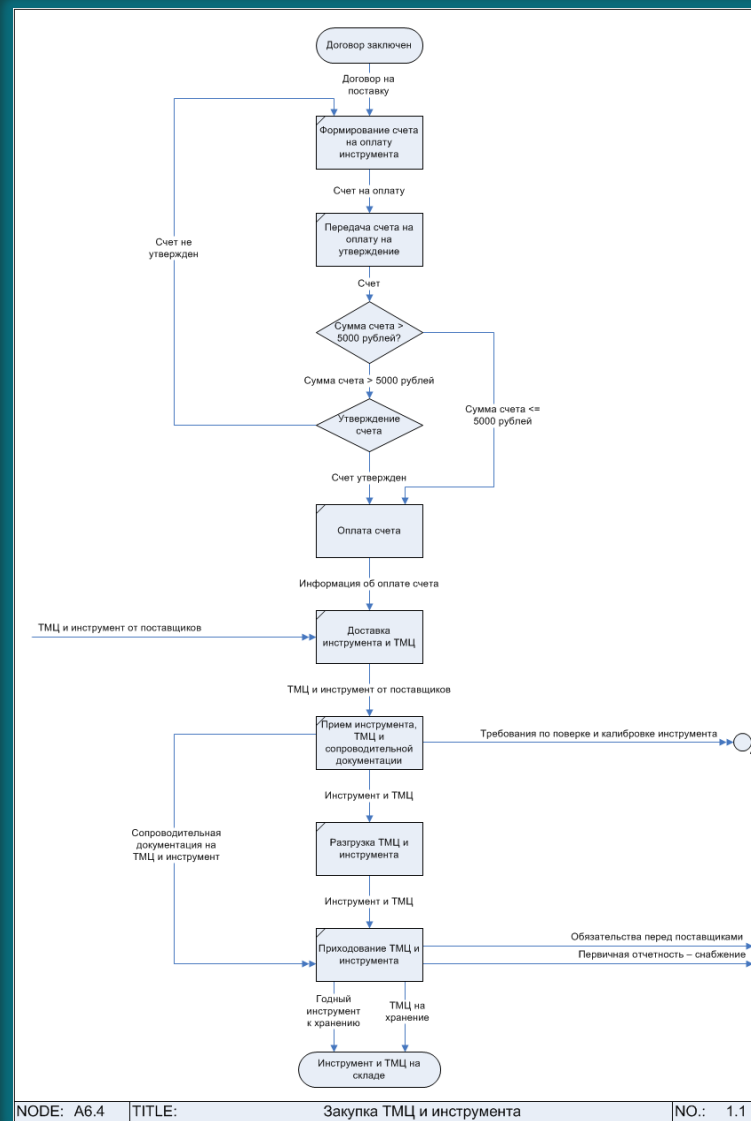 Договор заключен
Договор на
поставку
Формирование счета
на оплату
инструмента
Счет на оплату
Передача счета на
оплату на
утверждение
Счет не
утвержден
Счет
Сумма счета >
5000 рублей?
Сумма счета > 5000 рублей
Сумма счета <=
5000 рублей
Утверждение
счета
Счет утвержден
Оплата счета
Информация об оплате счета
ТМЦ и инструмент от поставщиков
Доставка
инструмента и ТМЦ
ТМЦ и инструмент от поставщиков
Прием инструмента,
ТМЦ и
сопроводительной
документации
Требования по поверке и калибровке инструмента
Инструмент и ТМЦ
Сопроводительная
документация на
ТМЦ и инструмент
Разгрузка ТМЦ и
инструмента
Инструмент и ТМЦ
Приходование ТМЦ и
инструмента
Обязательства перед поставщиками
Первичная отчетность – снабжение
Годный
инструмент
к хранению
ТМЦ на
хранение
Инструмент и ТМЦ на
складе
NODE: A6.4 TITLE: Закупка ТМЦ и инструмента NO.: 1.1